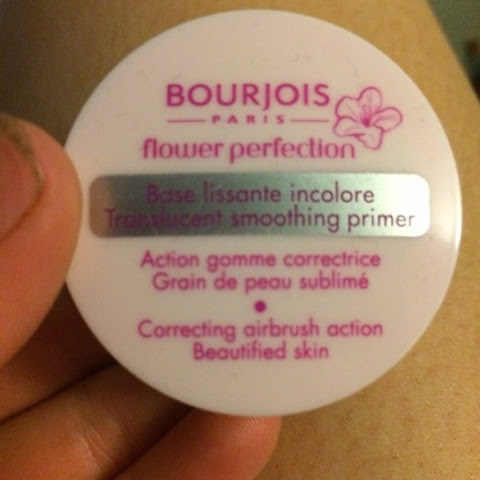 BOURJOIS
PARIS
flower perfection
Base lissante incolore
Translucent smoothing primer
Action gomme correctrice
Grain de peau sublimé
Correcting airbrush action
Beautified skin